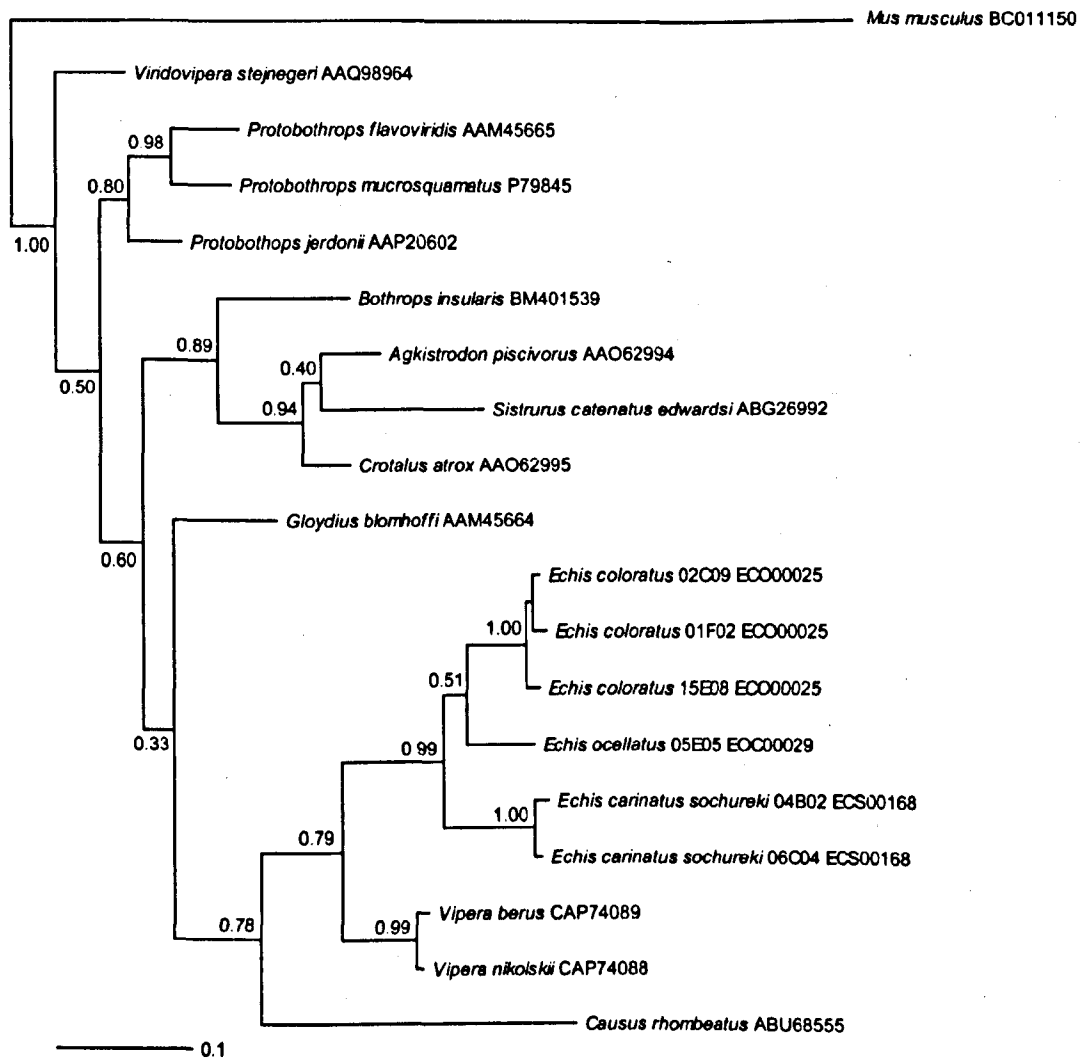 Mus musculus BC011150
Viridovipera stejnegeri AAQ98964
Protobothrops flavoviridis AAM45665
0.98
0.80
Protobothrops mucrosquamatus P79845
1.00
Protobothops jerdonii AAP20602
Bothrops insularis BM401539
0.89
Agkistrodon piscivorus AAO62994
0.40
0.50
0.94
Sistrurus catenatus edwardsi ABG26992
Crotalus atrox AAO62995
Gloydius blomhoffi AAM45664
0.60
Echis coloratus 02C09 ECO00025
1.00
Echis coloratus 01F02 ECO00025
0.51
Echis coloratus 15E08 ECO00025
0.33
0.99
Echis ocellatus 05E05 EOC00029
Echis carinatus sochureki 04B02 ECS00168
1.00
0.79
Echis carinatus sochureki 06C04 ECS00168
0.78
0.99
Vipera berus CAP74089
Vipera nikolskii CAP74088
Causus rhombeatus ABU68555
0.1